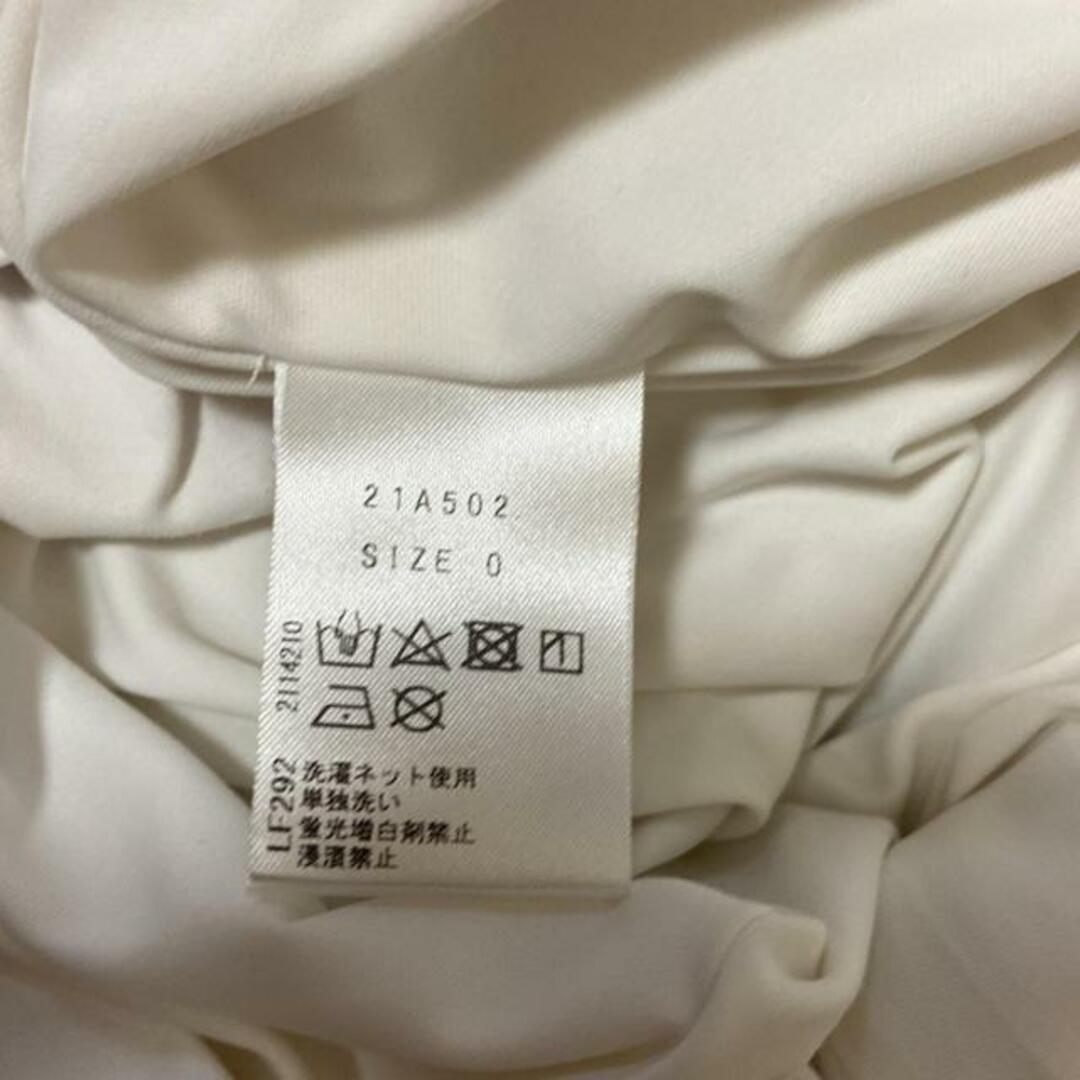 21A502
SIZE 0
2114210
LF292
洗濯ネット使用
単独洗い
蛍光増白剤禁止
浸漬禁止